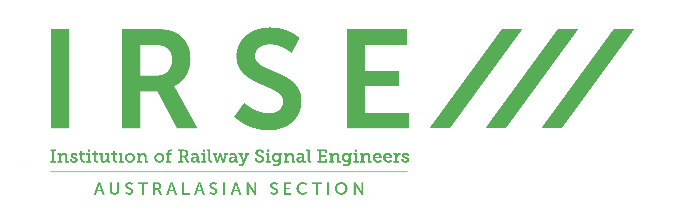 IRSE
Institution of Railway Signal Engineers
AUSTRALASIAN SECTION